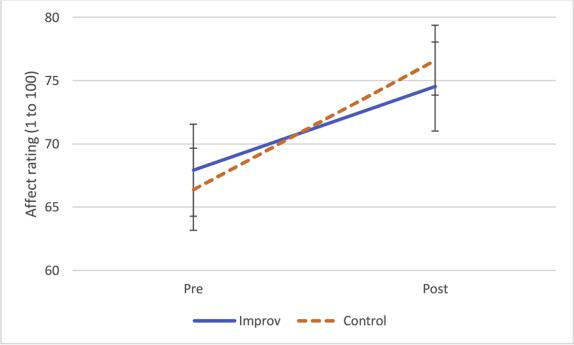 80
75
70
65
60
Affect rating (1 to 100)
Pre Post
Improv Control